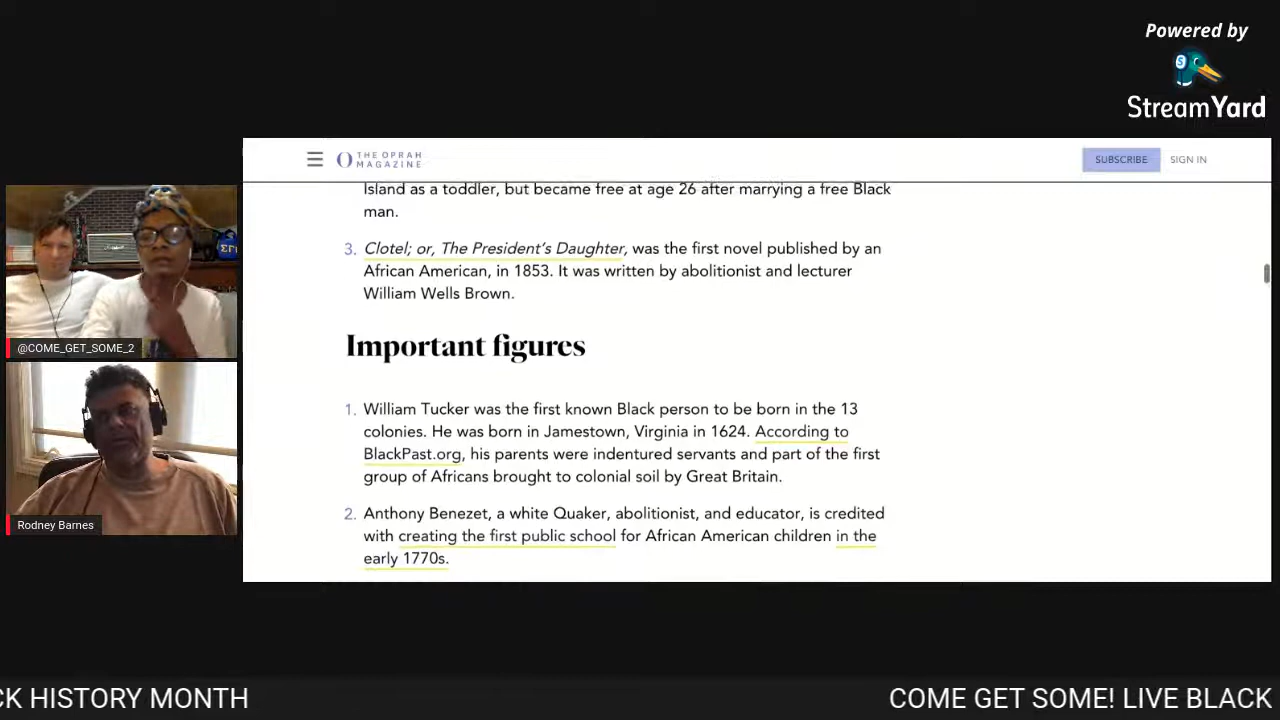 Powered by
StreamYard
THE OPRAH
MAGAZINE
SUBSCRIBE
SIGN IN
Island as a toddler, but became free at age 26 after marrying a free Black
man.
3. Clotel; or, The President's Daughter, was the first novel published by an
African American, in 1853. It was written by abolitionist and lecturer
William Wells Brown.
Important figures
1. William Tucker was the first known Black person to be born in the 13
colonies. He was born in Jamestown, Virginia in 1624. According to
BlackPast.org, his parents were indentured servants and part of the first
group of Africans brought to colonial soil by Great Britain.
2. Anthony Benezet, a white Quaker, abolitionist, and educator, is credited
with creating the first public school for African American children in the
early 1770s.
ΣΓ
@COME_GET_SOME_2
Rodney Barnes
CK HISTORY MONTH
COME GET SOME! LIVE BLACK